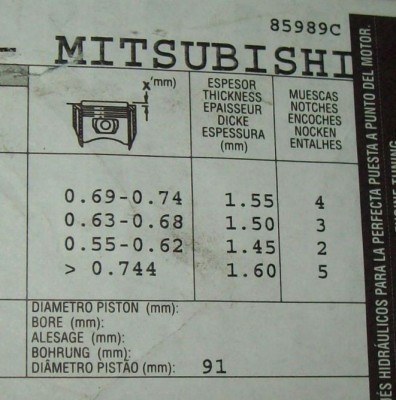 85989C
- MITSUBISHI
x (mm)
ESPESOR
THICKNESS
EPAISSEUR
DICKE
ESPESSURA
(mm)
MUESCAS
NOTCHES
ENCOCHES
NOCKEN
ENTALHES
0.69-0.74 1.55 4
0.63-0.68 1.50 3
0.55-0.62 1.45 2
> 0.744 1.60 5
DIAMETRO PISTON (mm):
BORE (mm):
ALESAGE (mm):
BOHRUNG (mm):
DIÂMETRO PISTÃO (mm): 91
HIDRÁULICOS PARA LA PERFECTA PUESTA A PUNTO DEL MOTOR.